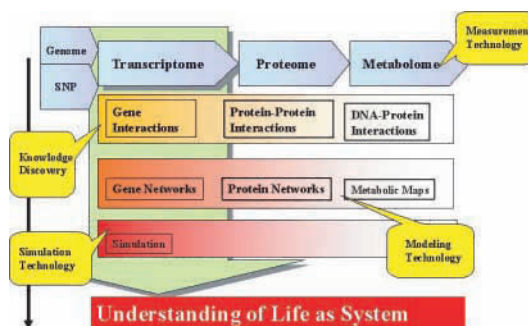 Measurement
Technology
Genome
SNP
Transcriptome
Proteome
Metabolome
Gene
Interactions
Protein-Protein
Interactions
DNA-Protein
Interactions
Knowledge
Discovery
Gene Networks
Protein Networks
Metabolic Maps
Simulation
Technology
Simulation
Modeling
Technology
Understanding of Life as System